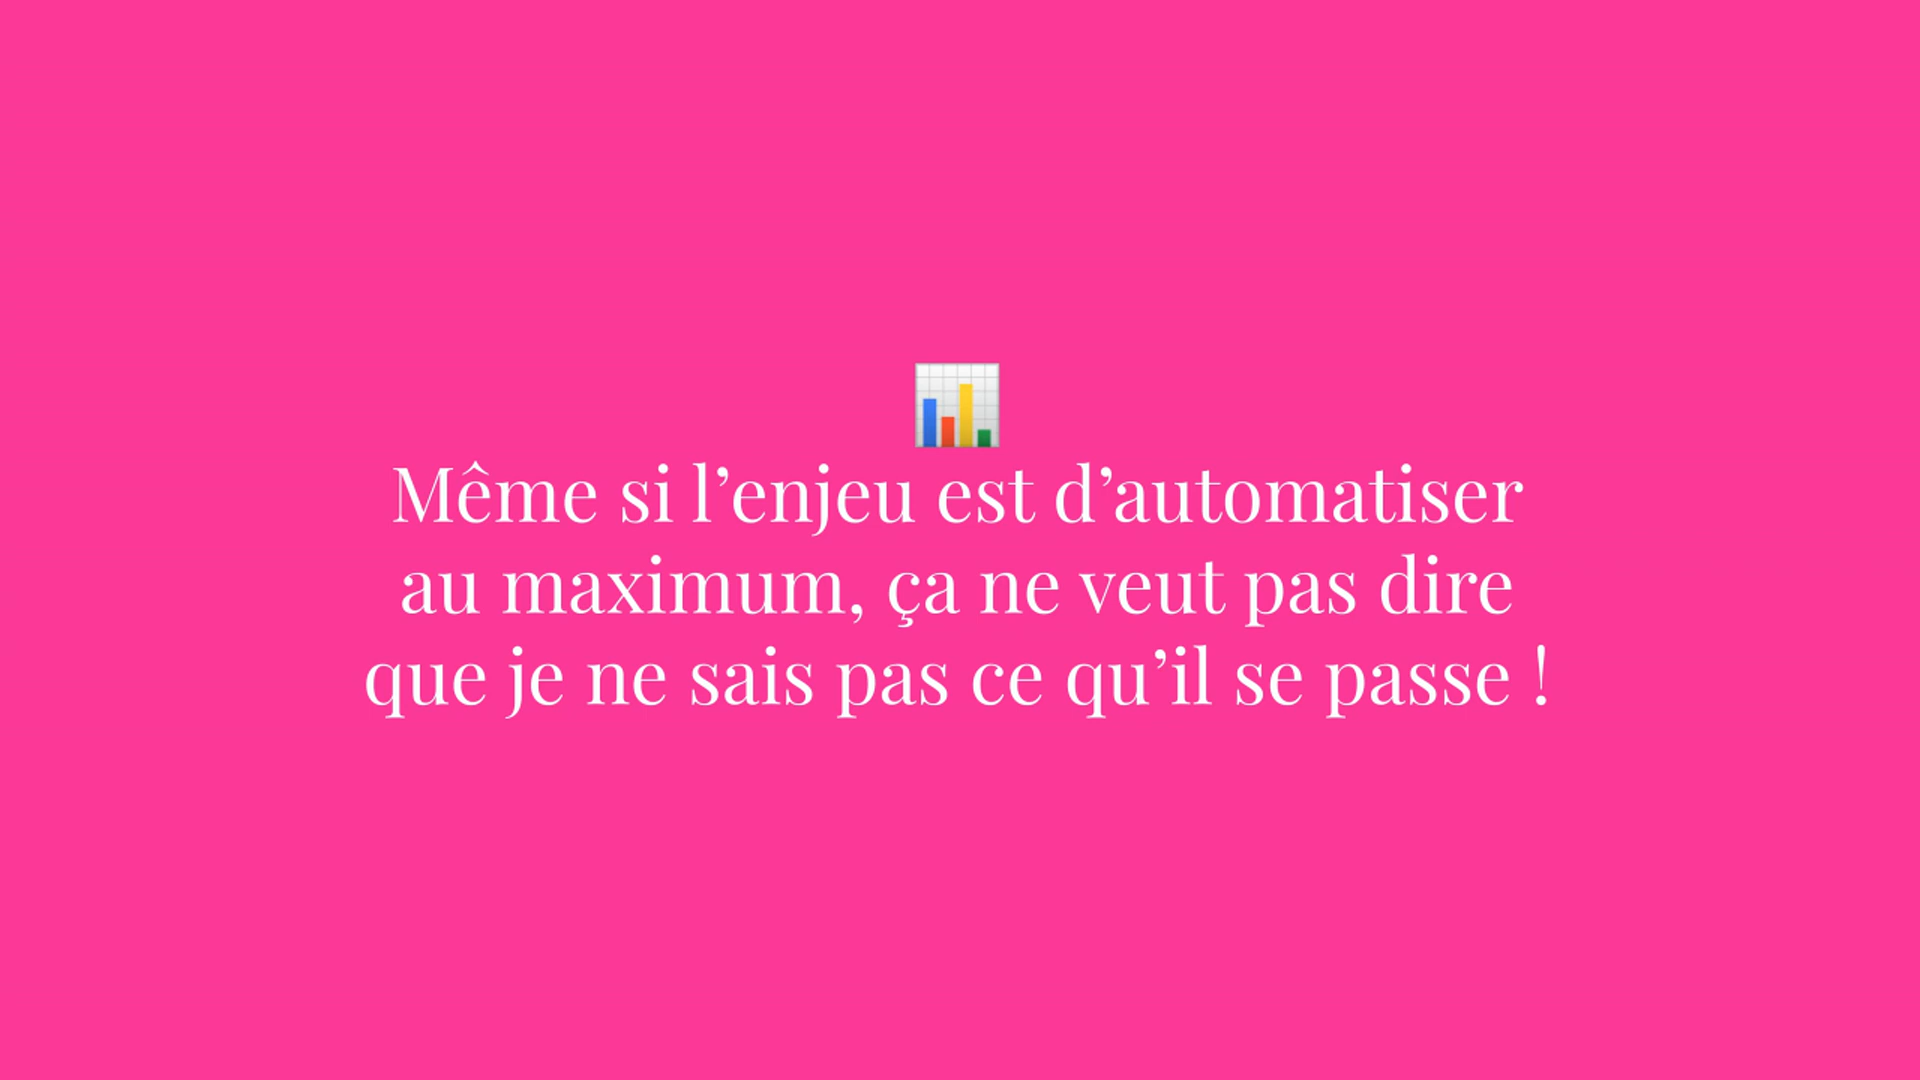 Même si l’enjeu est d’automatiser
au maximum, ça ne veut pas dire
que je ne sais pas ce qu’il se passe !